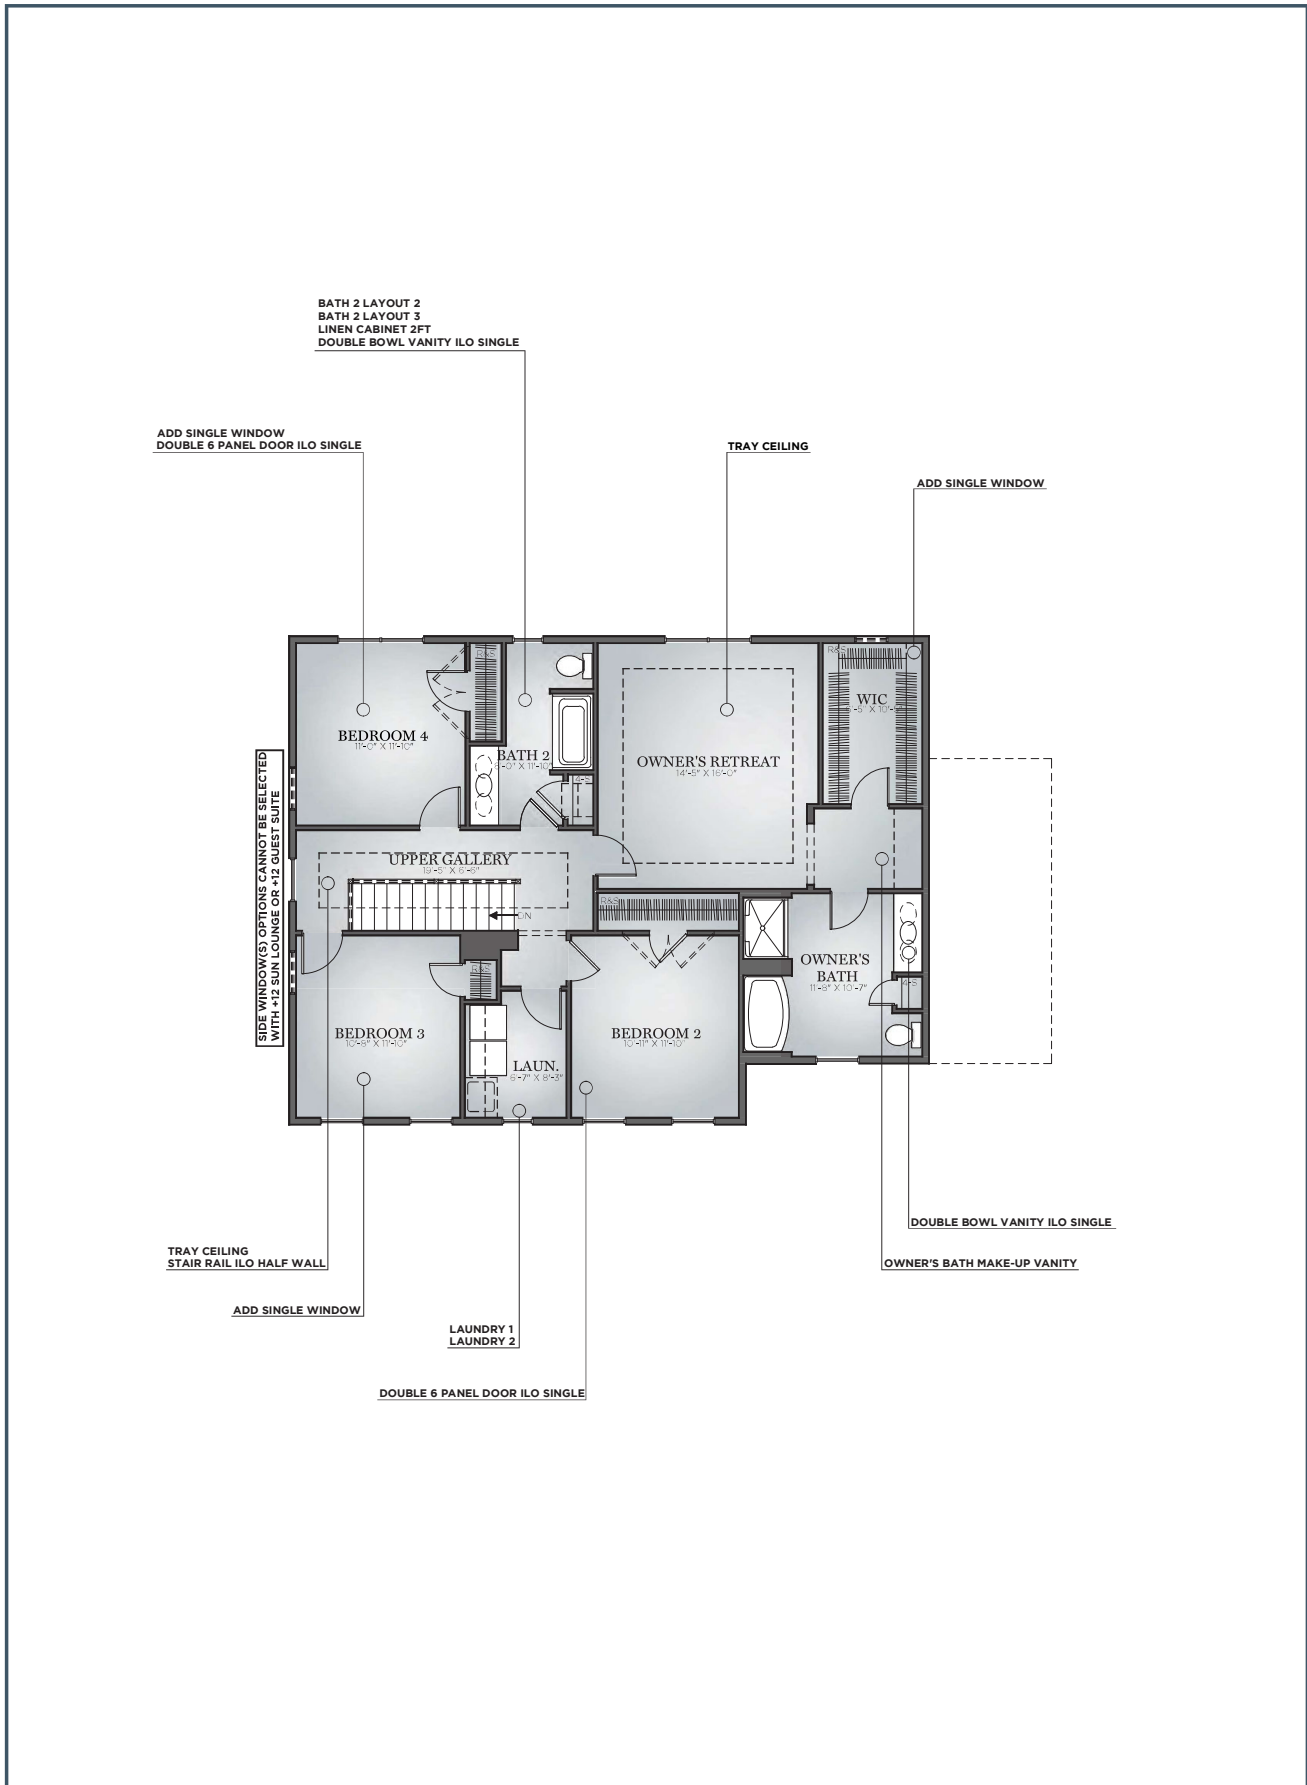 BATH 2 LAYOUT 2
BATH 2 LAYOUT 3
LINEN CABINET 2FT
DOUBLE BOWL VANITY ILO SINGLE
ADD SINGLE WINDOW
DOUBLE 6 PANEL DOOR ILO SINGLE
TRAY CEILING
ADD SINGLE WINDOW
R&S
R&S
WIC
BEDROOM 4
11'-0" X 11'-10"
BATH 2
OWNER'S RETREAT
14'-5" X 16'-0"
4-S
SIDE WINDOW(S) OPTIONS CANNOT BE SELECTED
WITH +12 SUN LOUNGE OR +12 GUEST SUITE
UPPER GALLERY
19'-5" X 6'-6"
R&S
DN
OWNER'S
BATH
11'-8" X 10'-7"
R&S
4-S
BEDROOM 3
10'-8" X 11'-10"
BEDROOM 2
10'-11" X 11'-10"
LAUN.
6'-7" X 8'-3"
DOUBLE BOWL VANITY ILO SINGLE
TRAY CEILING
STAIR RAIL ILO HALF WALL
OWNER'S BATH MAKE-UP VANITY
ADD SINGLE WINDOW
LAUNDRY 1
LAUNDRY 2
DOUBLE 6 PANEL DOOR ILO SINGLE